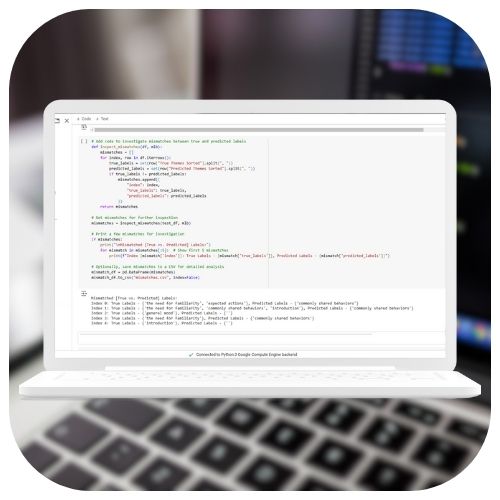 + Code + Text
[ ] # Add code to investigate mismatches between true and predicted labels
def inspect_mismatches(df, mlb):
mismatches = []
for index, row in df.iterrows():
true_labels = set(row["True Themes Sorted"].split(", "))
predicted_labels = set(row["Predicted Themes Sorted"].split(", "))
if true_labels != predicted_labels:
mismatches.append({
"index": index,
"true_labels": true_labels,
"predicted_labels": predicted_labels
})
return mismatches
# Get mismatches for further inspection
mismatches = inspect_mismatches(test_df, mlb)
# Print a few mismatches for investigation
if mismatches:
print("\nMismatched (True vs. Predicted) Labels:")
for mismatch in mismatches[:5]: # Show first 5 mismatches
print(f"Index {mismatch['index']}: True Labels - {mismatch['true_labels']}, Predicted Labels - {mismatch['predicted_labels']}")
# Optionally, save mismatches to a CSV for detailed analysis
mismatch_df = pd.DataFrame(mismatches)
mismatch_df.to_csv("mismatches.csv", index=False)
Mismatched (True vs. Predicted) Labels:
Index 0: True Labels - {'the need for familiarity', 'expected actions'}, Predicted Labels - {'commonly shared behaviors'}
Index 1: True Labels - {'the need for familiarity', 'commonly shared behaviors', 'introduction'}, Predicted Labels - {'commonly shared behaviors'}
Index 2: True Labels - {'general mood'}, Predicted Labels - {''}
Index 3: True Labels - {'the need for familiarity'}, Predicted Labels - {'commonly shared behaviors'}
Index 4: True Labels - {'introduction'}, Predicted Labels - {''}
Connected to Python 3 Google Compute Engine backend